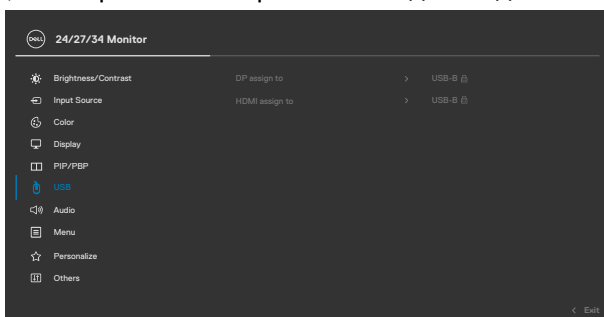 DELL
24/27/34 Monitor
Brightness/Contrast
DP assign to > USB-B
Input Source
HDMI assign to > USB-B
Color
Display
PIP/PBP
USB
Audio
Menu
Personalize
Others
< Exit